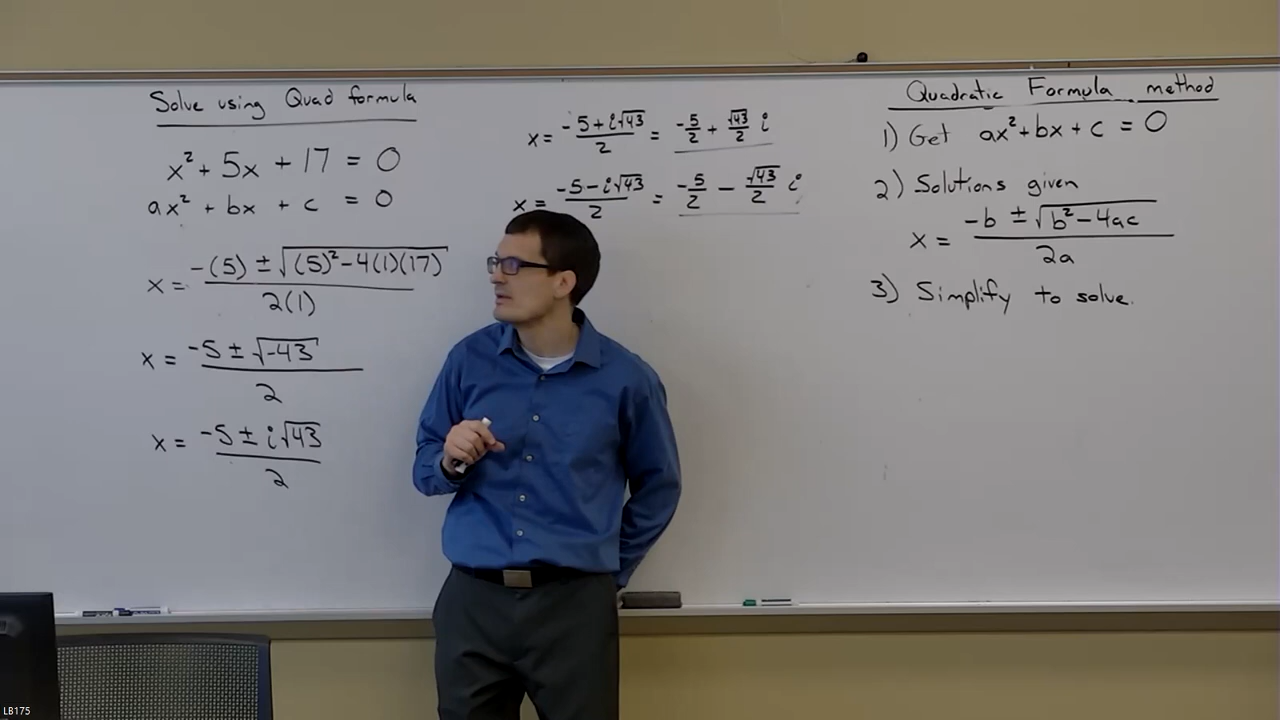 Solve using Quad formula
x² + 5x + 17 = 0
ax² + bx + c = 0
x = -(5) ± √(5)² - 4(1)(17) / 2(1)
x = -5 ± √-43 / 2
x = -5 ± i√43 / 2
x = -5 + i√43 / 2 = -5/2 + √43/2 i
x = -5 - i√43 / 2 = -5/2 - √43/2 i
Quadratic Formula method
1) Get ax² + bx + c = 0
2) Solutions given
x = -b ± √b² - 4ac / 2a
3) Simplify to solve.
LB175